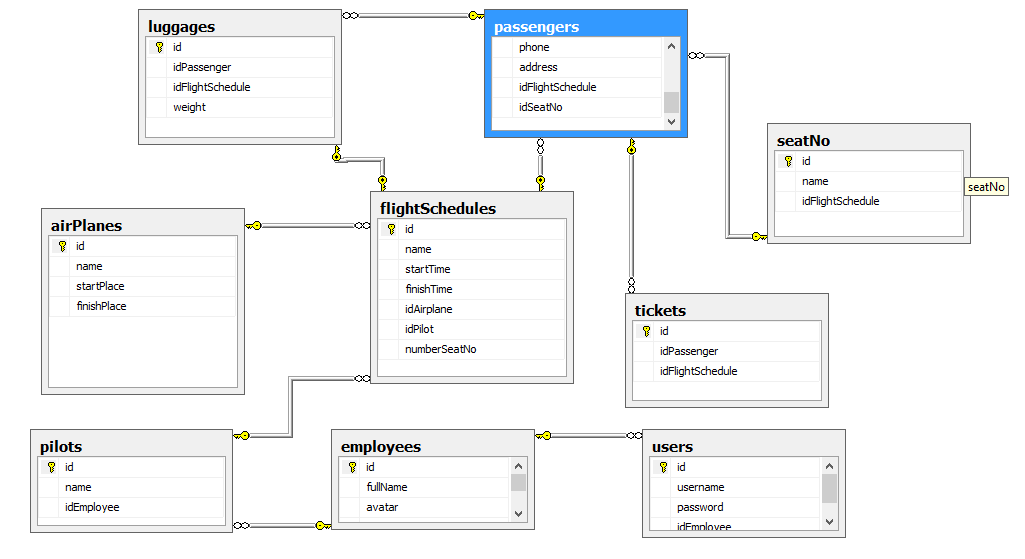 luggages
id
idPassenger
idFlightSchedule
weight
passengers
phone
address
idFlightSchedule
idSeatNo
seatNo
id
name
idFlightSchedule
seatNo
airPlanes
id
name
startPlace
finishPlace
flightSchedules
id
name
startTime
finishTime
idAirplane
idPilot
numberSeatNo
tickets
id
idPassenger
idFlightSchedule
pilots
id
name
idEmployee
employees
id
fullName
avatar
users
id
username
password
idEmployee